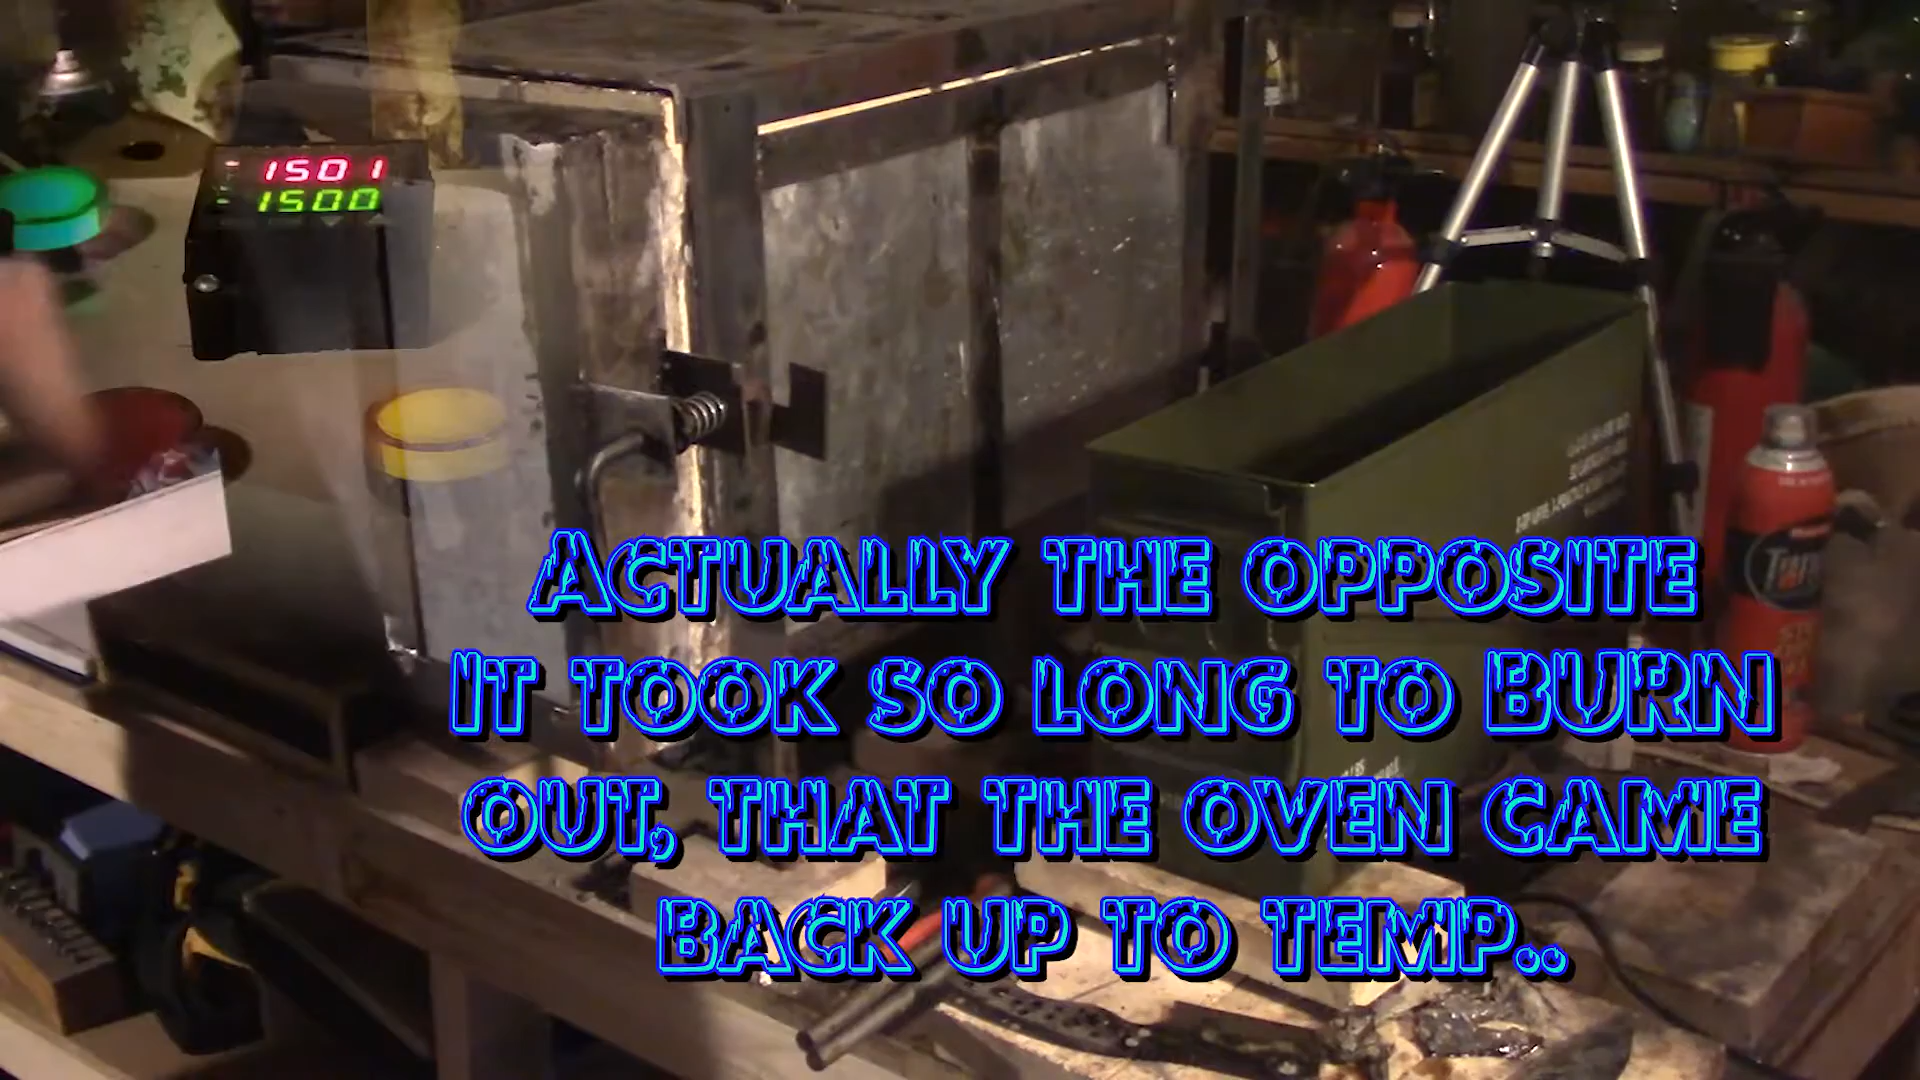 1501
1500
Actually the opposite
It took so long to BURN
out, that the oven came
back up to temp..